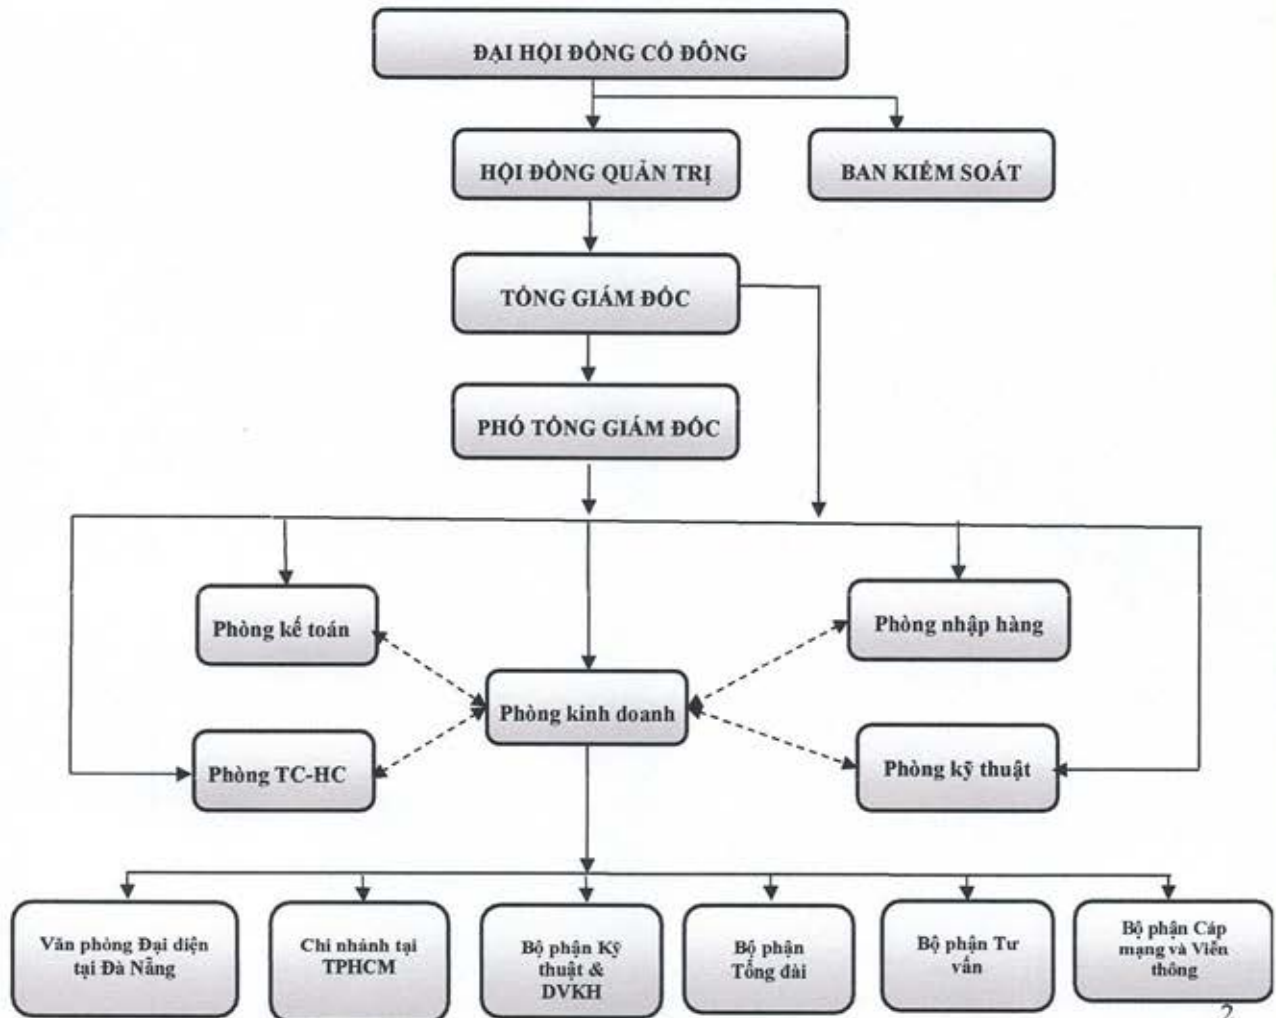 ĐẠI HỘI ĐỒNG CỔ ĐÔNG
HỘI ĐỒNG QUẢN TRỊ
BAN KIỂM SOÁT
TỔNG GIÁM ĐỐC
PHÓ TỔNG GIÁM ĐỐC
Phòng kế toán
Phòng nhập hàng
Phòng kinh doanh
Phòng TC-HC
Phòng kỹ thuật
Văn phòng Đại diện
tại Đà Nẵng
Chi nhánh tại
TPHCM
Bộ phận Kỹ
thuật &
DVKH
Bộ phận
Tổng đài
Bộ phận Tư
vấn
Bộ phận Cáp
mạng và Viễn
thông
2